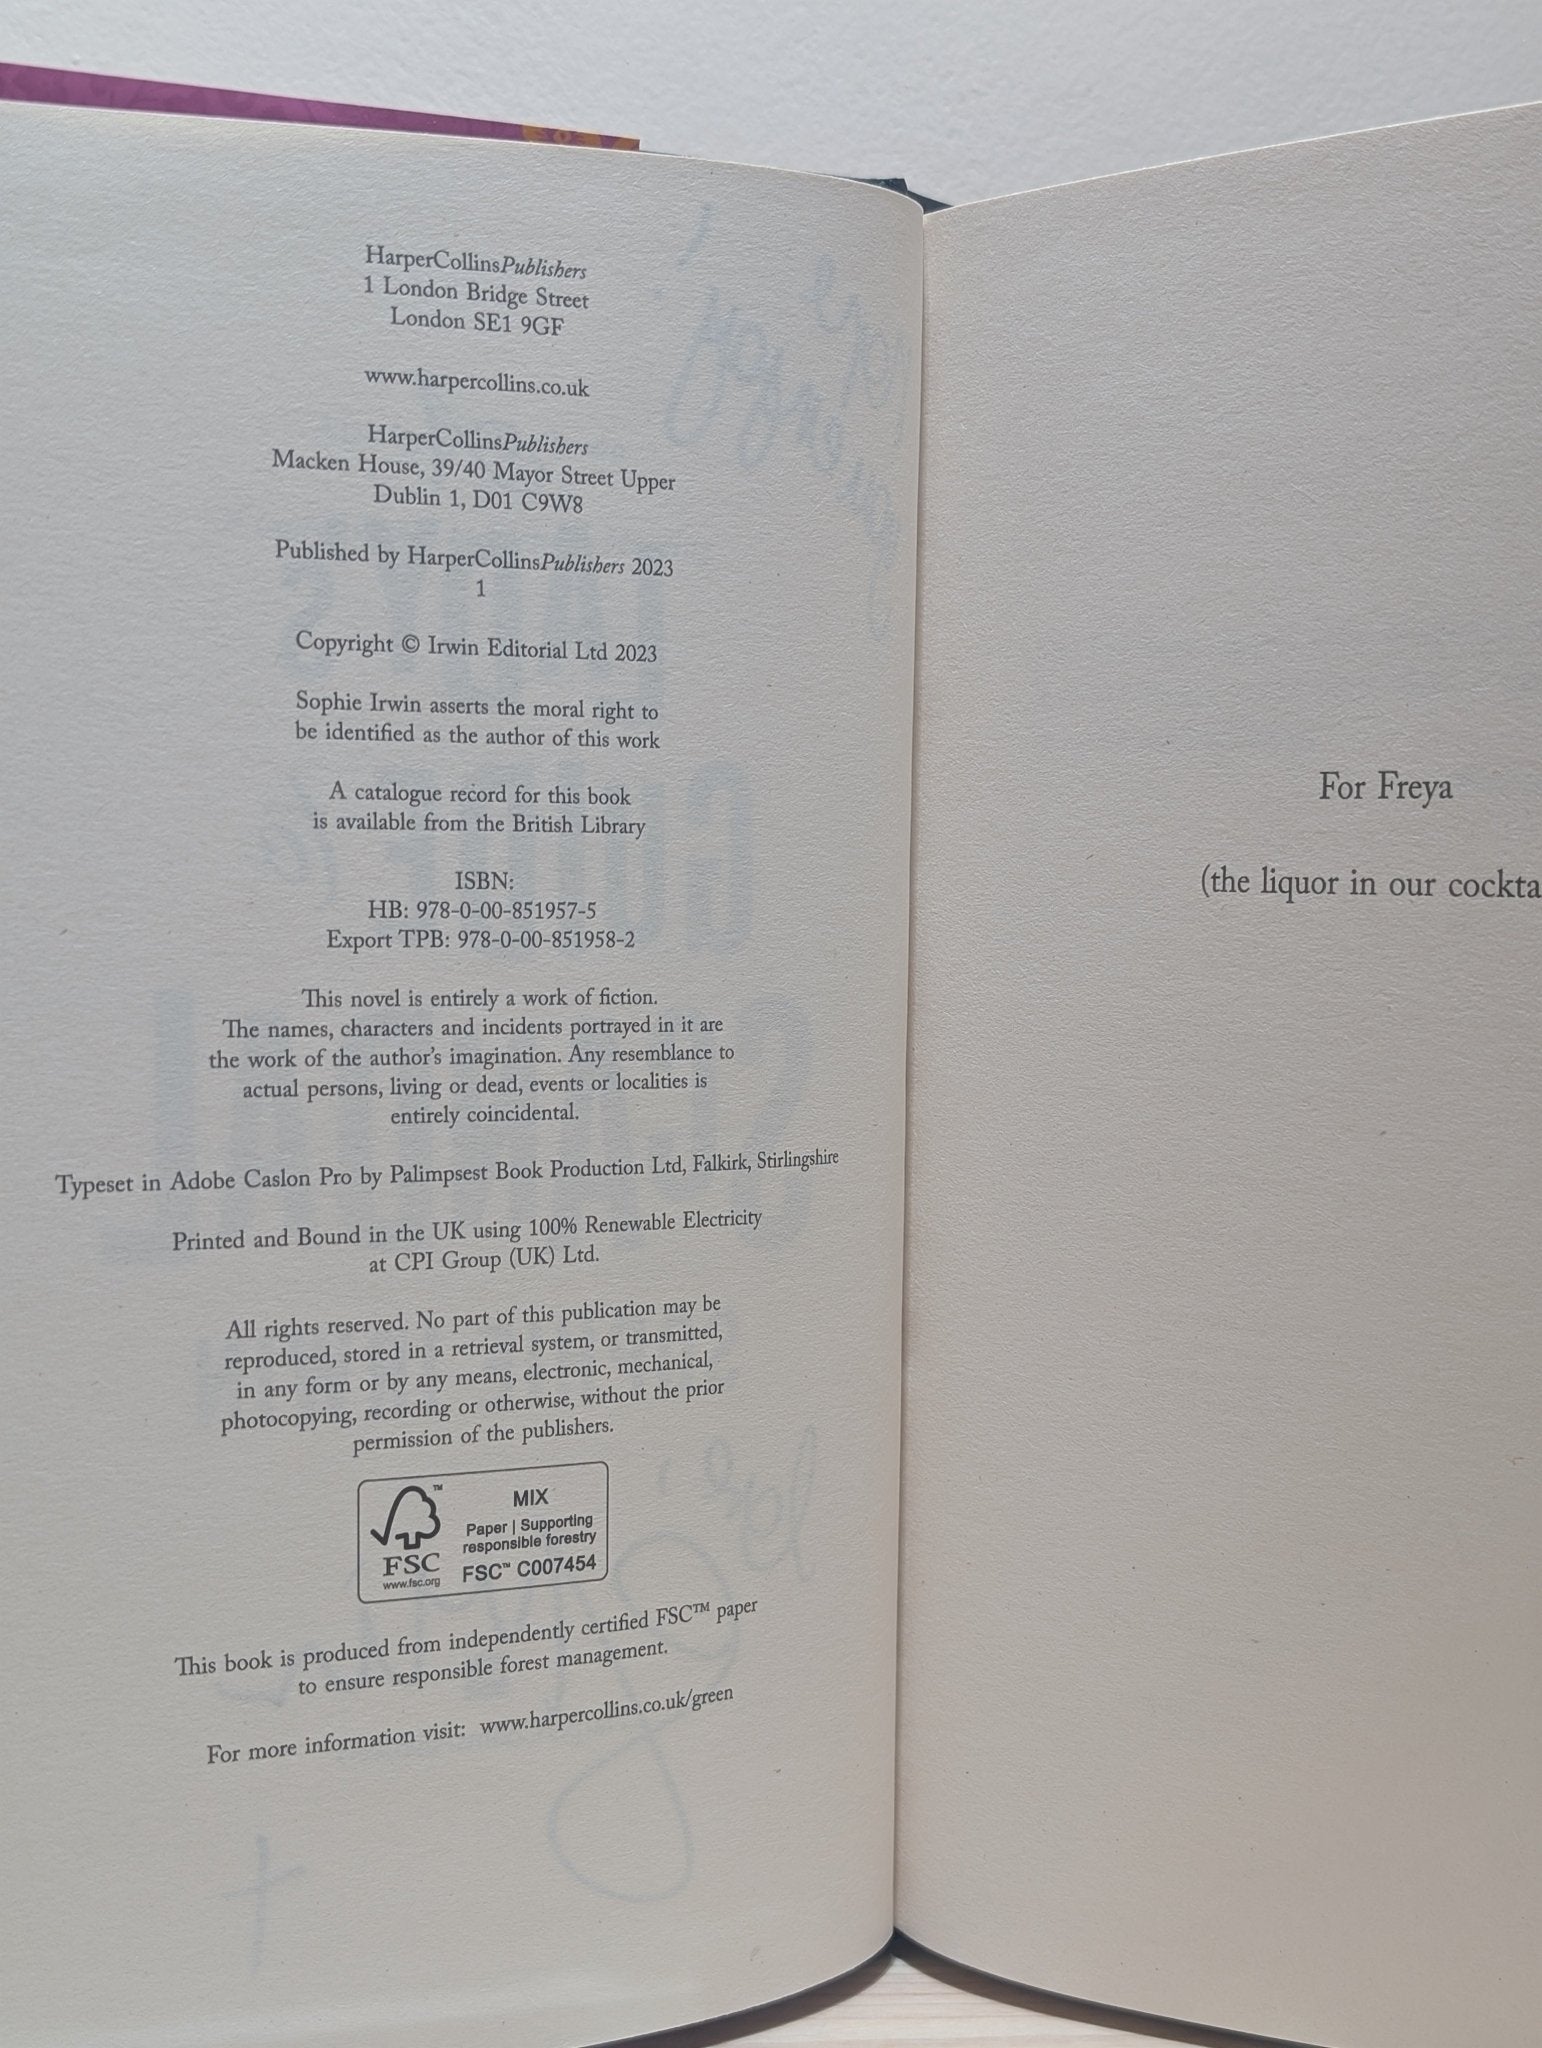 HarperCollinsPublishers
1 London Bridge Street
London SE1 9GF
www.harpercollins.co.uk
HarperCollinsPublishers
Macken House, 39/40 Mayor Street Upper
Dublin 1, D01 C9W8
Published by HarperCollinsPublishers 2023
1
Copyright © Irwin Editorial Ltd 2023
Sophie Irwin asserts the moral right to
be identified as the author of this work
A catalogue record for this book
is available from the British Library
ISBN:
HB: 978-0-00-851957-5
Export TPB: 978-0-00-851958-2
This novel is entirely a work of fiction.
The names, characters and incidents portrayed in it are
the work of the author's imagination. Any resemblance to
actual persons, living or dead, events or localities is
entirely coincidental.
Typeset in Adobe Caslon Pro by Palimpsest Book Production Ltd, Falkirk, Stirlingshire
Printed and Bound in the UK using 100% Renewable Electricity
at CPI Group (UK) Ltd.
All rights reserved. No part of this publication may be
reproduced, stored in a retrieval system, or transmitted,
in any form or by any means, electronic, mechanical,
photocopying, recording or otherwise, without the prior
permission of the publishers.
FSC
www.fsc.org
MIX
Paper | Supporting
responsible forestry
FSC™ C007454
This book is produced from independently certified FSC™ paper
to ensure responsible forest management.
For more information visit: www.harpercollins.co.uk/green
For Freya
(the liquor in our cockta